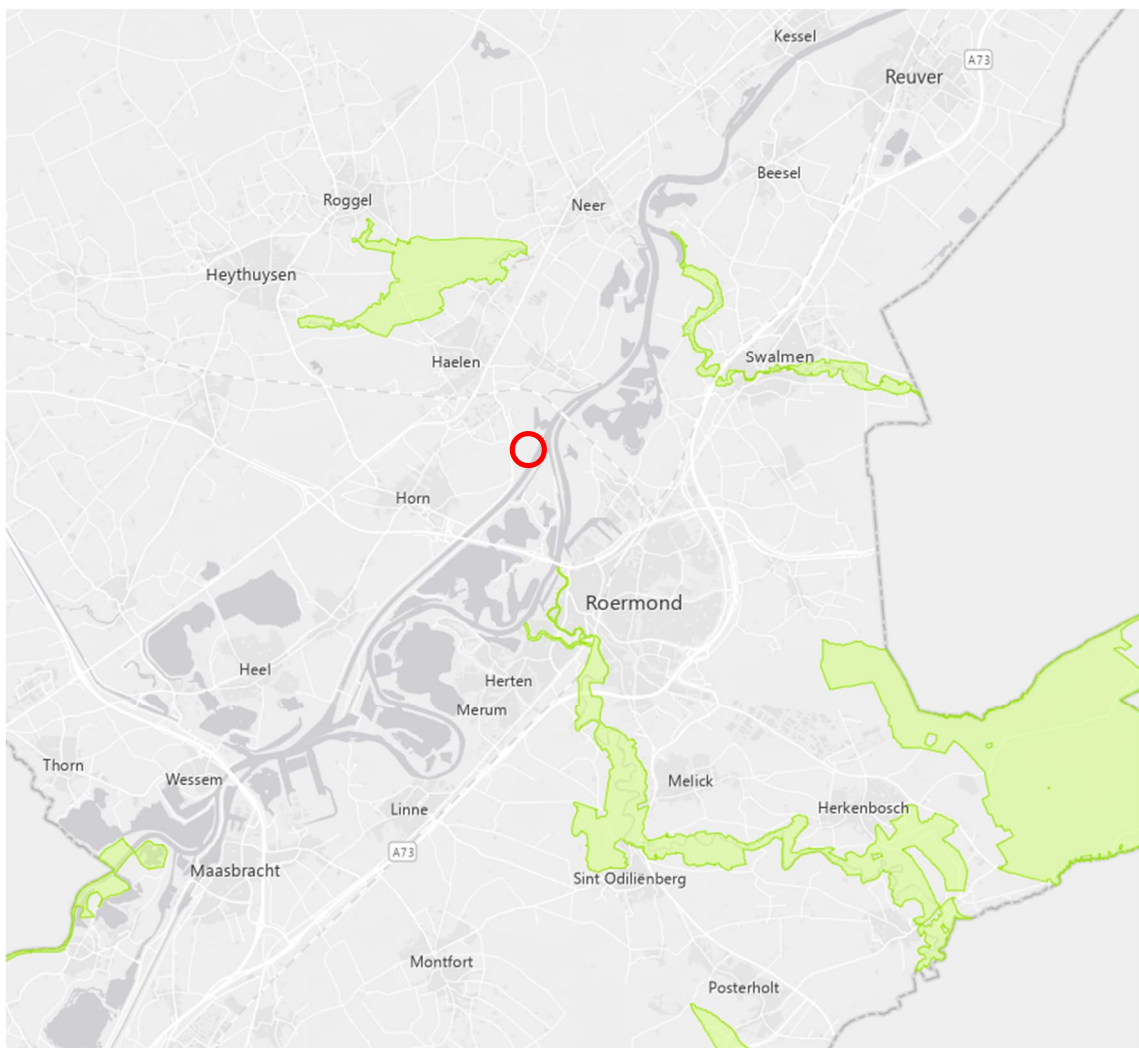 Kessel
A73
Reuver
Beesel
Roggel
Neer
Heythuysen
Swalmen
Haelen
Horn
Roermond
Heel
Herten
Merum
Thorn
Wessem
Melick
Linne
Herkenbosch
A73
Maasbracht
Sint Odiliënberg
Montfort
Posterholt